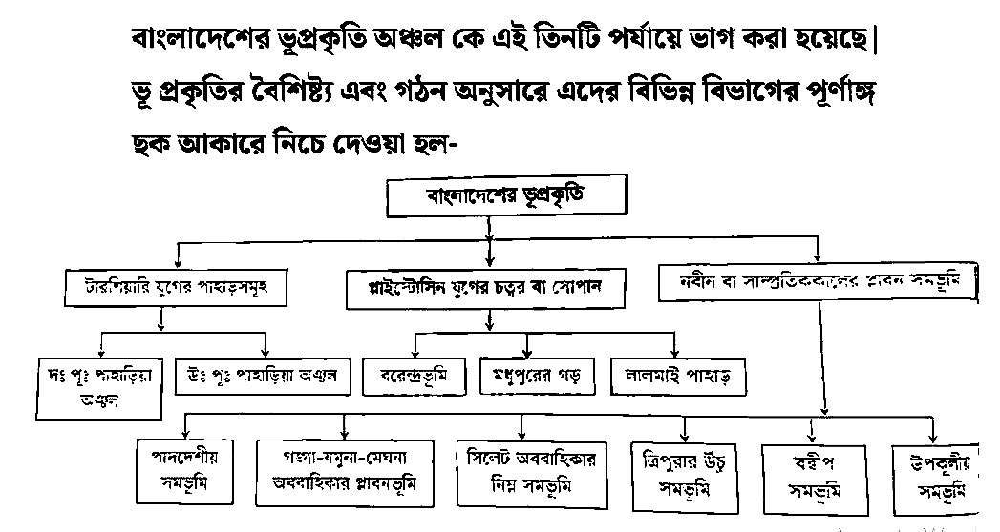 বাংলাদেশের ভূপ্রকৃতি অঞ্চল কে এই তিনটি পর্যায়ে ভাগ করা হয়েছে|
ভূ প্রকৃতির বৈশিষ্ট্য এবং গঠন অনুসারে এদের বিভিন্ন বিভাগের পূর্ণাঙ্গ
ছক আকারে নিচে দেওয়া হল-
বাংলাদেশের ভূপ্রকৃতি
টারশিয়ারি যুগের পাহাড়সমূহ
প্লাইস্টোসিন যুগের চত্বর বা সোপান
নবীন বা সাম্প্রতিককালের প্লাবন সমভূমি
দঃ পূঃ পাহাড়িয়া
অঞ্চল
উঃ পূঃ পাহাড়িয়া অঞ্চল
বরেন্দ্রভূমি
মধুপুরের গড়
লালমাই পাহাড়
পাদদেশীয়
সমভূমি
গঙ্গা-যমুনা-মেঘনা
অববাহিকার প্লাবনভূমি
সিলেট অববাহিকার
নিম্ন সমভূমি
ত্রিপুরার উঁচু
সমভূমি
বদ্বীপ
সমভূমি
উপকূলীয়
সমভূমি